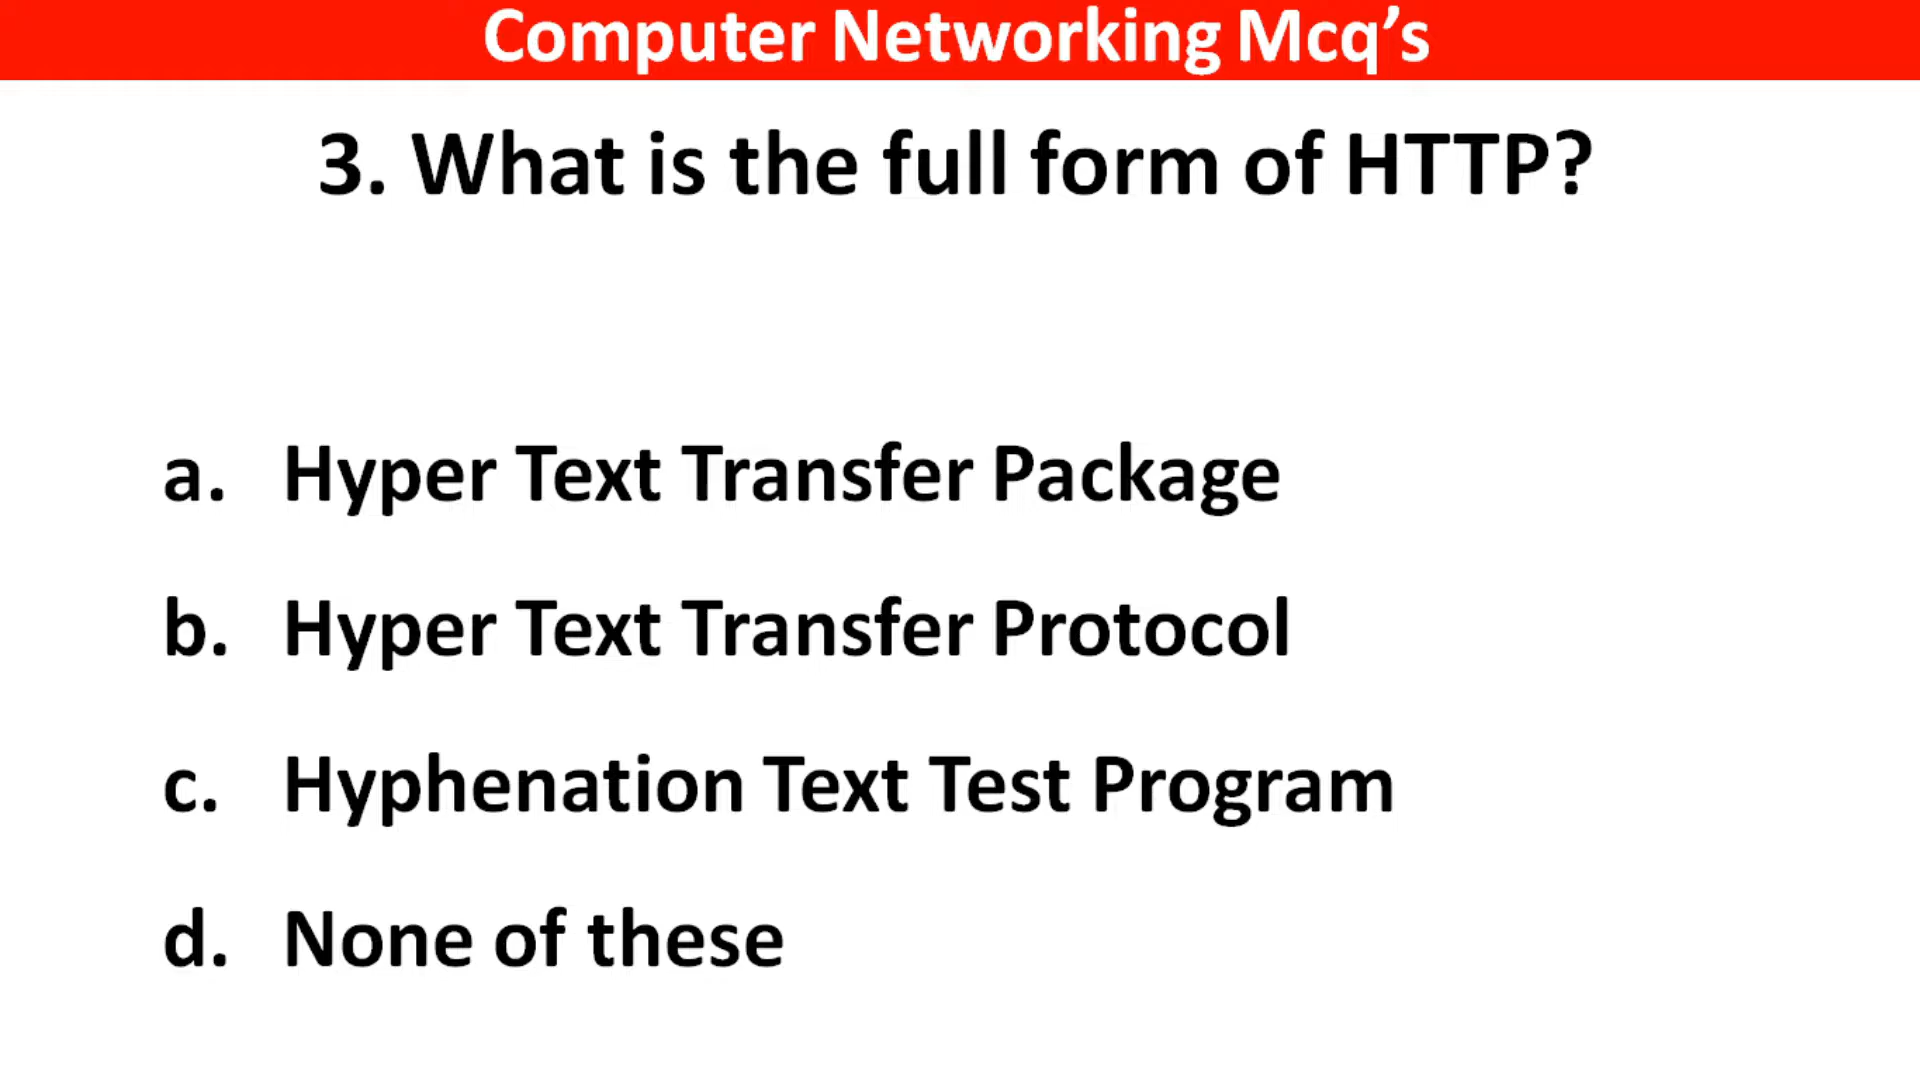 Computer Networking Mcq’s
3. What is the full form of HTTP?
a. Hyper Text Transfer Package
b. Hyper Text Transfer Protocol
c. Hyphenation Text Test Program
d. None of these